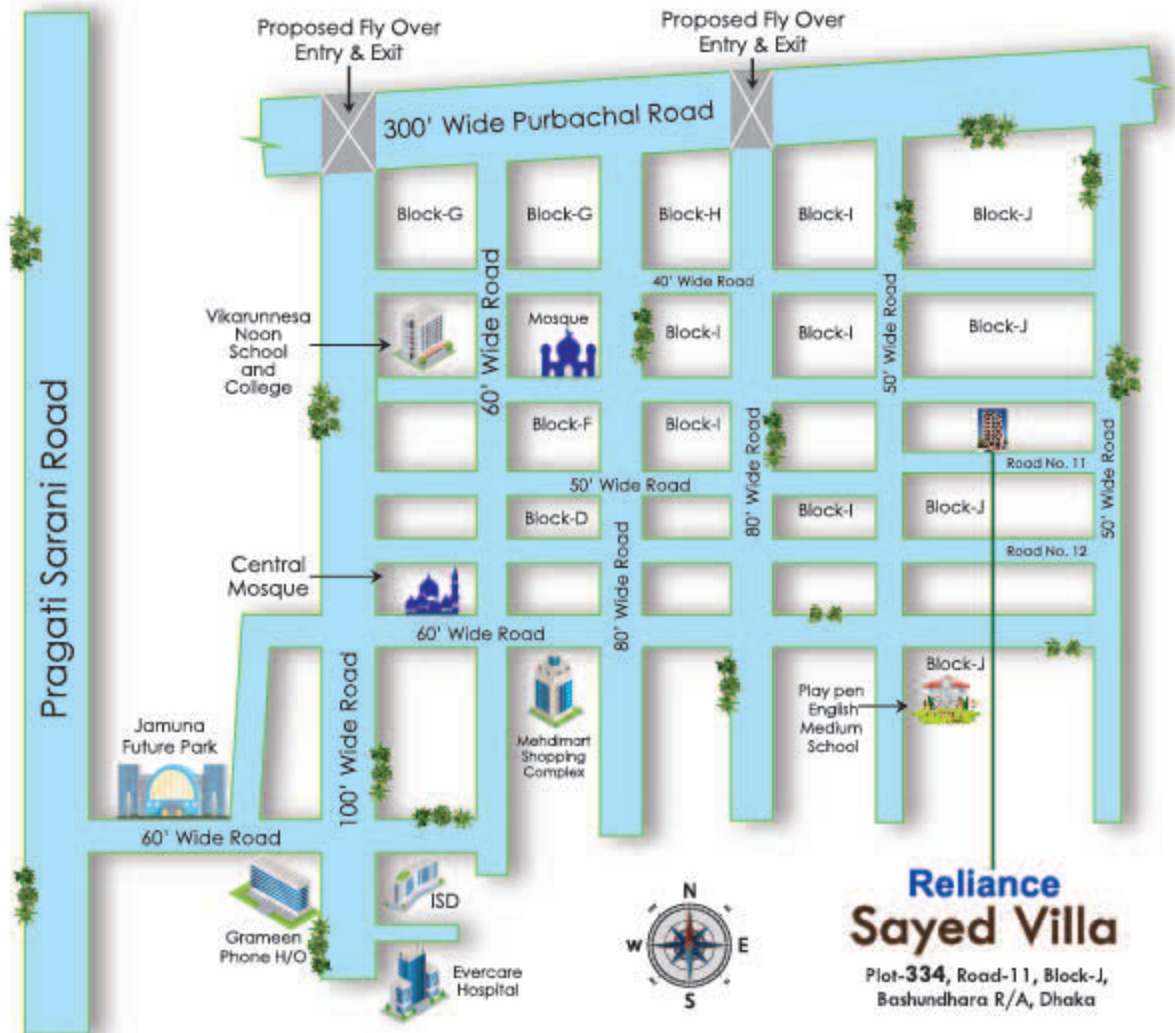 Proposed Fly Over
Entry & Exit
Proposed Fly Over
Entry & Exit
300' Wide Purbachal Road
Block-G
Block-G
Block-H
Block-I
Block-J
60' Wide Road
40' Wide Road
50' Wide Road
Vikarunnesa
Noon
School
and
College
Mosque
Block-I
Block-I
Block-J
Pragati Sarani Road
Block-F
Block-I
80' Wide Road
50' Wide Road
Road No. 11
50' Wide Road
Block-D
Block-I
Block-J
80' Wide Road
Road No. 12
Central
Mosque
60' Wide Road
100' Wide Road
Block-J
Play pen
English
Medium
School
Mehdimart
Shopping
Complex
Jamuna
Future Park
60' Wide Road
ISD
Grameen
Phone H/O
Evercare
Hospital
N
W
E
S
Reliance
Sayed Villa
Plot-334, Road-11, Block-J,
Bashundhara R/A, Dhaka